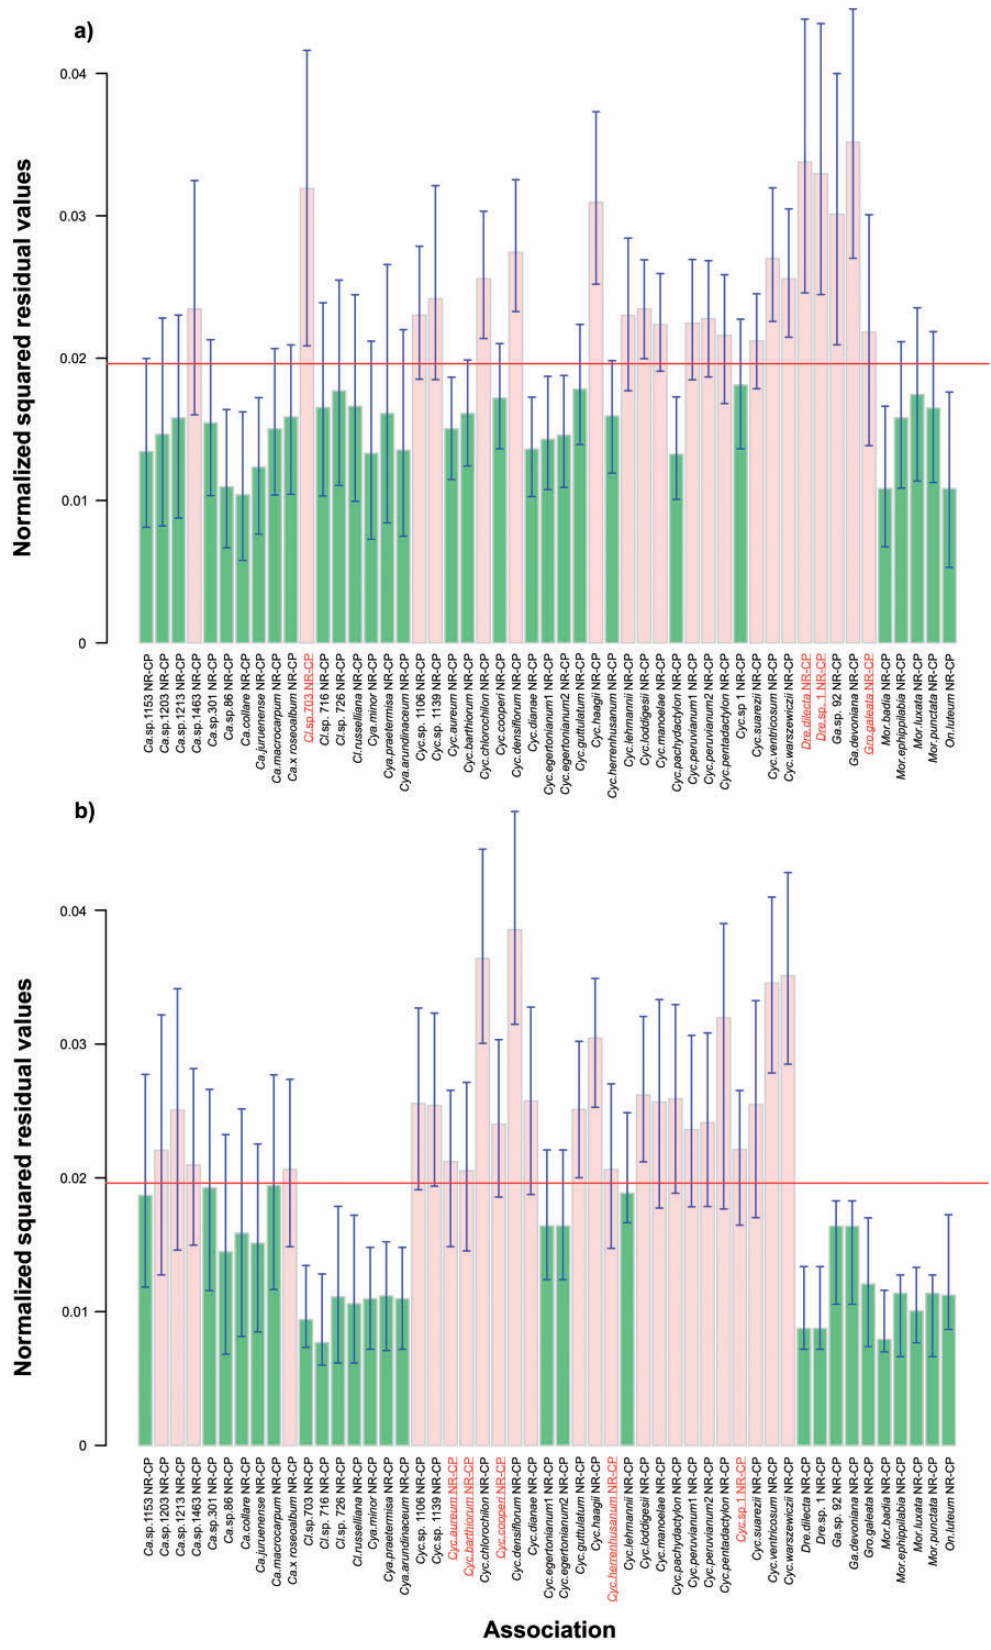 a)
Normalized squared residual values
0.04
0.03
0.02
0.01
0
Ca.sp.1153 NR-CP
Ca.sp.1203 NR-CP
Ca.sp.1213 NR-CP
Ca.sp.1463 NR-CP
Ca.sp.301 NR-CP
Ca.sp.86 NR-CP
Ca.collare NR-CP
Ca.juruenense NR-CP
Ca.macrocarpum NR-CP
Ca.x roseoalbum NR-CP
Cl.sp.703 NR-CP
Cl.sp. 716 NR-CP
Cl.sp. 726 NR-CP
Cl.russelliana NR-CP
Cya.minor NR-CP
Cya.praetermisa NR-CP
Cya.arundinaceum NR-CP
Cyc.sp. 1106 NR-CP
Cyc.sp. 1139 NR-CP
Cyc.aureum NR-CP
Cyc.barthiorum NR-CP
Cyc.chlorochilon NR-CP
Cyc.cooperi NR-CP
Cyc.densiflorum NR-CP
Cyc.dianae NR-CP
Cyc.egertonianum1 NR-CP
Cyc.egertonianum2 NR-CP
Cyc.guttulatum NR-CP
Cyc.haagii NR-CP
Cyc.herrenhusanum NR-CP
Cyc.lehmannii NR-CP
Cyc.loddigesii NR-CP
Cyc.manoelae NR-CP
Cyc.pachydactylon NR-CP
Cyc.peruvianum1 NR-CP
Cyc.peruvianum2 NR-CP
Cyc.pentadactylon NR-CP
Cyc.sp 1 NR-CP
Cyc.suarezii NR-CP
Cyc.ventricosum NR-CP
Cyc.warszewiczii NR-CP
Dre.dilecta NR-CP
Dre.sp. 1 NR-CP
Ga.sp. 92 NR-CP
Ga.devoniana NR-CP
Gro.galeata NR-CP
Mor.badia NR-CP
Mor.ephippilabia NR-CP
Mor.luxata NR-CP
Mor.punctata NR-CP
On.luteum NR-CP
b)
Normalized squared residual values
0.04
0.03
0.02
0.01
0
Ca.sp.1153 NR-CP
Ca.sp.1203 NR-CP
Ca.sp.1213 NR-CP
Ca.sp.1463 NR-CP
Ca.sp.301 NR-CP
Ca.sp.86 NR-CP
Ca.collare NR-CP
Ca.juruenense NR-CP
Ca.macrocarpum NR-CP
Ca.x roseoalbum NR-CP
Cl.sp.703 NR-CP
Cl.sp. 716 NR-CP
Cl.sp. 726 NR-CP
Cl.russelliana NR-CP
Cya.minor NR-CP
Cya.praetermisa NR-CP
Cya.arundinaceum NR-CP
Cyc.sp. 1106 NR-CP
Cyc.sp. 1139 NR-CP
Cyc.aureum NR-CP
Cyc.barthiorum NR-CP
Cyc.chlorochilon NR-CP
Cyc.cooperi NR-CP
Cyc.densiflorum NR-CP
Cyc.dianae NR-CP
Cyc.egertonianum1 NR-CP
Cyc.egertonianum2 NR-CP
Cyc.guttulatum NR-CP
Cyc.haagii NR-CP
Cyc.herrenhusanum NR-CP
Cyc.lehmannii NR-CP
Cyc.loddigesii NR-CP
Cyc.manoelae NR-CP
Cyc.pachydactylon NR-CP
Cyc.peruvianum1 NR-CP
Cyc.peruvianum2 NR-CP
Cyc.pentadactylon NR-CP
Cyc.sp 1 NR-CP
Cyc.suarezii NR-CP
Cyc.ventricosum NR-CP
Cyc.warszewiczii NR-CP
Dre.dilecta NR-CP
Dre.sp. 1 NR-CP
Ga.sp. 92 NR-CP
Ga.devoniana NR-CP
Gro.galeata NR-CP
Mor.badia NR-CP
Mor.ephippilabia NR-CP
Mor.luxata NR-CP
Mor.punctata NR-CP
On.luteum NR-CP
Association